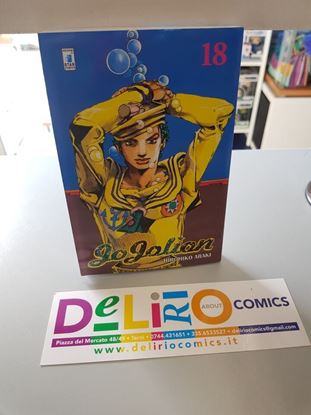 STAR
18
JoJolion
HIROHIKO ARAKI
DeLIRIO
ABOUT
COMICS
Piazza del Mercato 48/49 • Terni • 0744.431651 • 335.6533527 • deliriocomics@gmail.com
www.deliriocomics.it